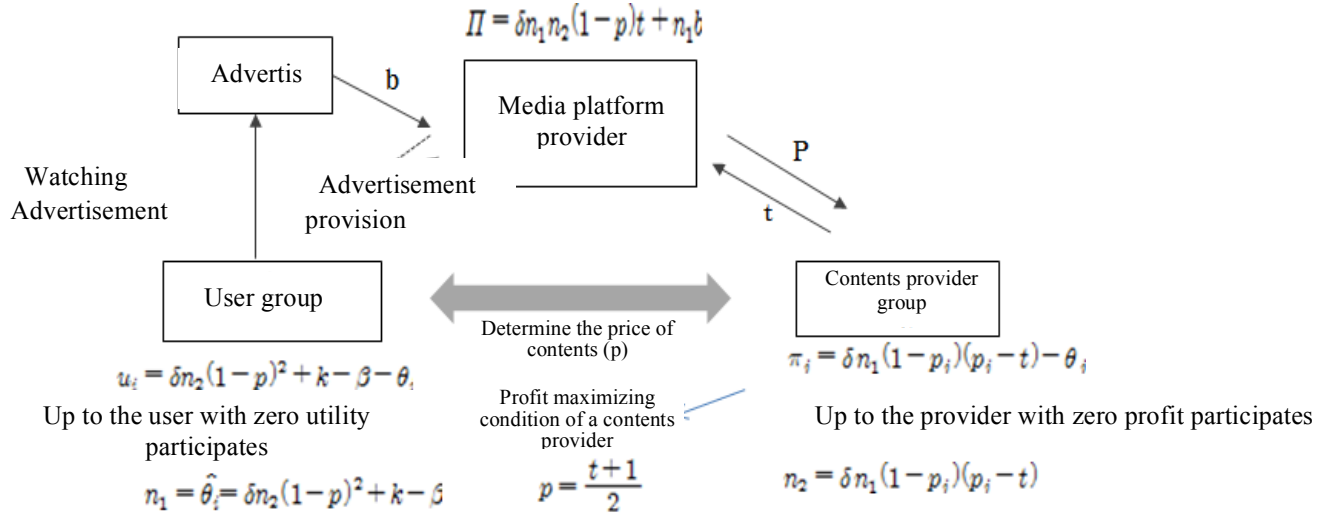 Π = δn₁n₂(1−p)t + n₁b
Advertis
b
Media platform
provider
Watching
Advertisement
Advertisement
provision
P
t
User group
Contents provider
group
Determine the price of
contents (p)
uᵢ = δn₂(1−p)² + k − β − θᵢ
πᵢ = δn₁(1−pᵢ)(pᵢ−t) − θᵢ
Up to the user with zero utility
participates
Profit maximizing
condition of a contents
provider
Up to the provider with zero profit participates
n₁ = θ̂ᵢ = δn₂(1−p)² + k − β
p = (t+1)/2
n₂ = δn₁(1−pᵢ)(pᵢ−t)